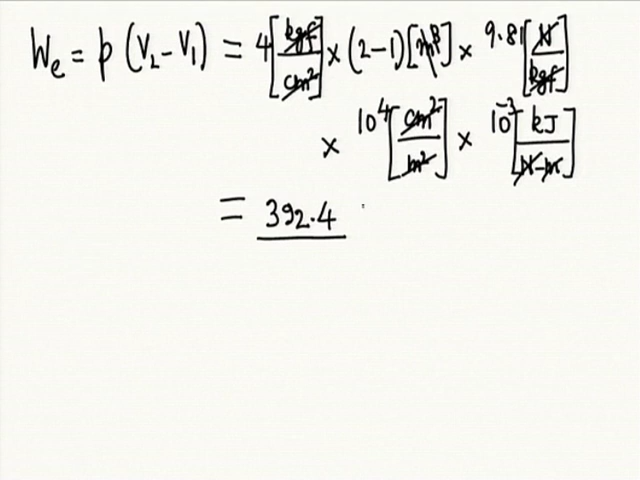 We = p (V₂ - V₁) = 4 [kgf/cm²] × (2-1) [m³] × 9.81 [N/kgf]
× 10⁴ [cm²/m²] × 10⁻³ [kJ/N-m]
= 392.4